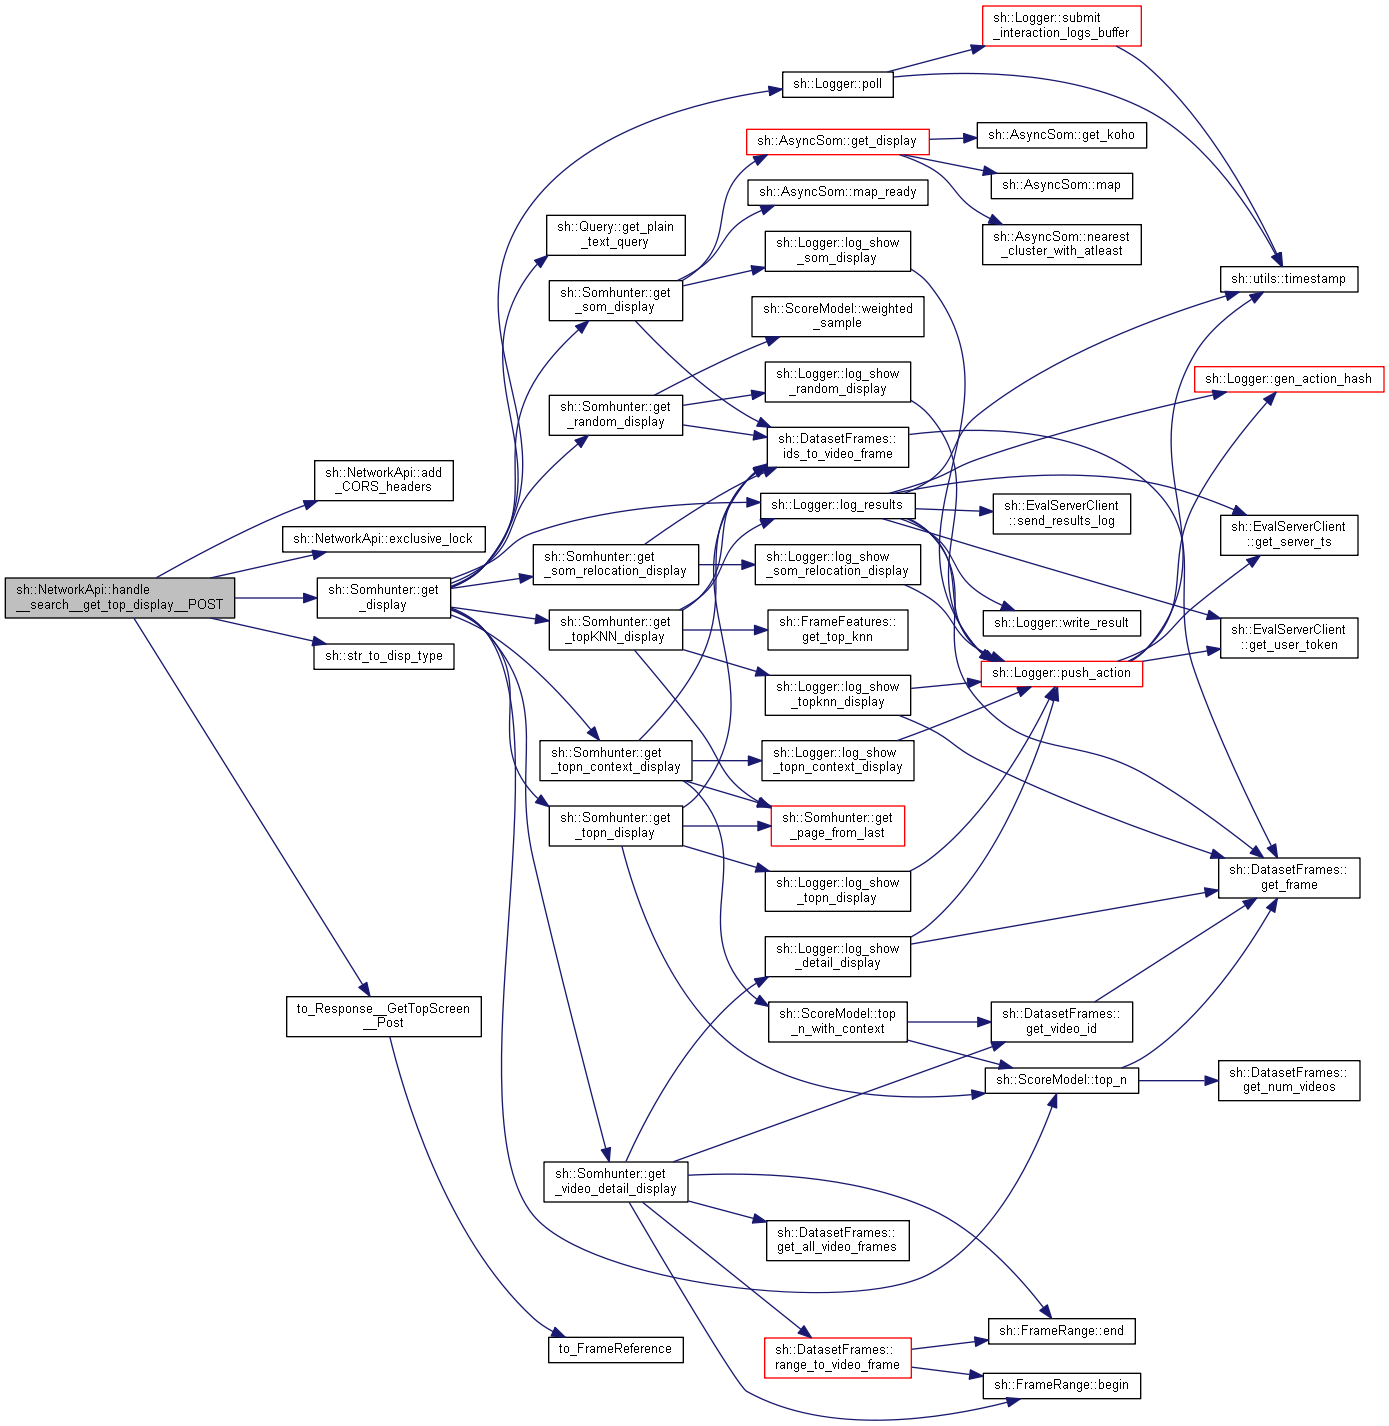 sh::NetworkApi::handle
__search__get_top_display__POST
sh::NetworkApi::add
_CORS_headers
sh::NetworkApi::exclusive_lock
sh::Somhunter::get
_display
sh::str_to_disp_type
to_Response__GetTopScreen
__Post
sh::Logger::poll
sh::Query::get_plain
_text_query
sh::Somhunter::get
_som_display
sh::Somhunter::get
_random_display
sh::Somhunter::get
_som_relocation_display
sh::Somhunter::get
_topKNN_display
sh::Somhunter::get
_topn_context_display
sh::Somhunter::get
_topn_display
sh::Somhunter::get
_video_detail_display
to_FrameReference
sh::AsyncSom::get_display
sh::AsyncSom::map_ready
sh::Logger::log_show
_som_display
sh::ScoreModel::weighted
_sample
sh::Logger::log_show
_random_display
sh::DatasetFrames::
ids_to_video_frame
sh::Logger::log_results
sh::Logger::log_show
_som_relocation_display
sh::FrameFeatures::
get_top_knn
sh::Logger::log_show
_topknn_display
sh::Logger::log_show
_topn_context_display
sh::Somhunter::get
_page_from_last
sh::Logger::log_show
_topn_display
sh::Logger::log_show
_detail_display
sh::ScoreModel::top
_n_with_context
sh::DatasetFrames::
get_all_video_frames
sh::DatasetFrames::
range_to_video_frame
sh::Logger::submit
_interaction_logs_buffer
sh::AsyncSom::get_koho
sh::AsyncSom::map
sh::AsyncSom::nearest
_cluster_with_atleast
sh::EvalServerClient
::send_results_log
sh::Logger::write_result
sh::Logger::push_action
sh::DatasetFrames::
get_video_id
sh::ScoreModel::top_n
sh::FrameRange::end
sh::FrameRange::begin
sh::utils::timestamp
sh::Logger::gen_action_hash
sh::EvalServerClient
::get_server_ts
sh::EvalServerClient
::get_user_token
sh::DatasetFrames::
get_frame
sh::DatasetFrames::
get_num_videos